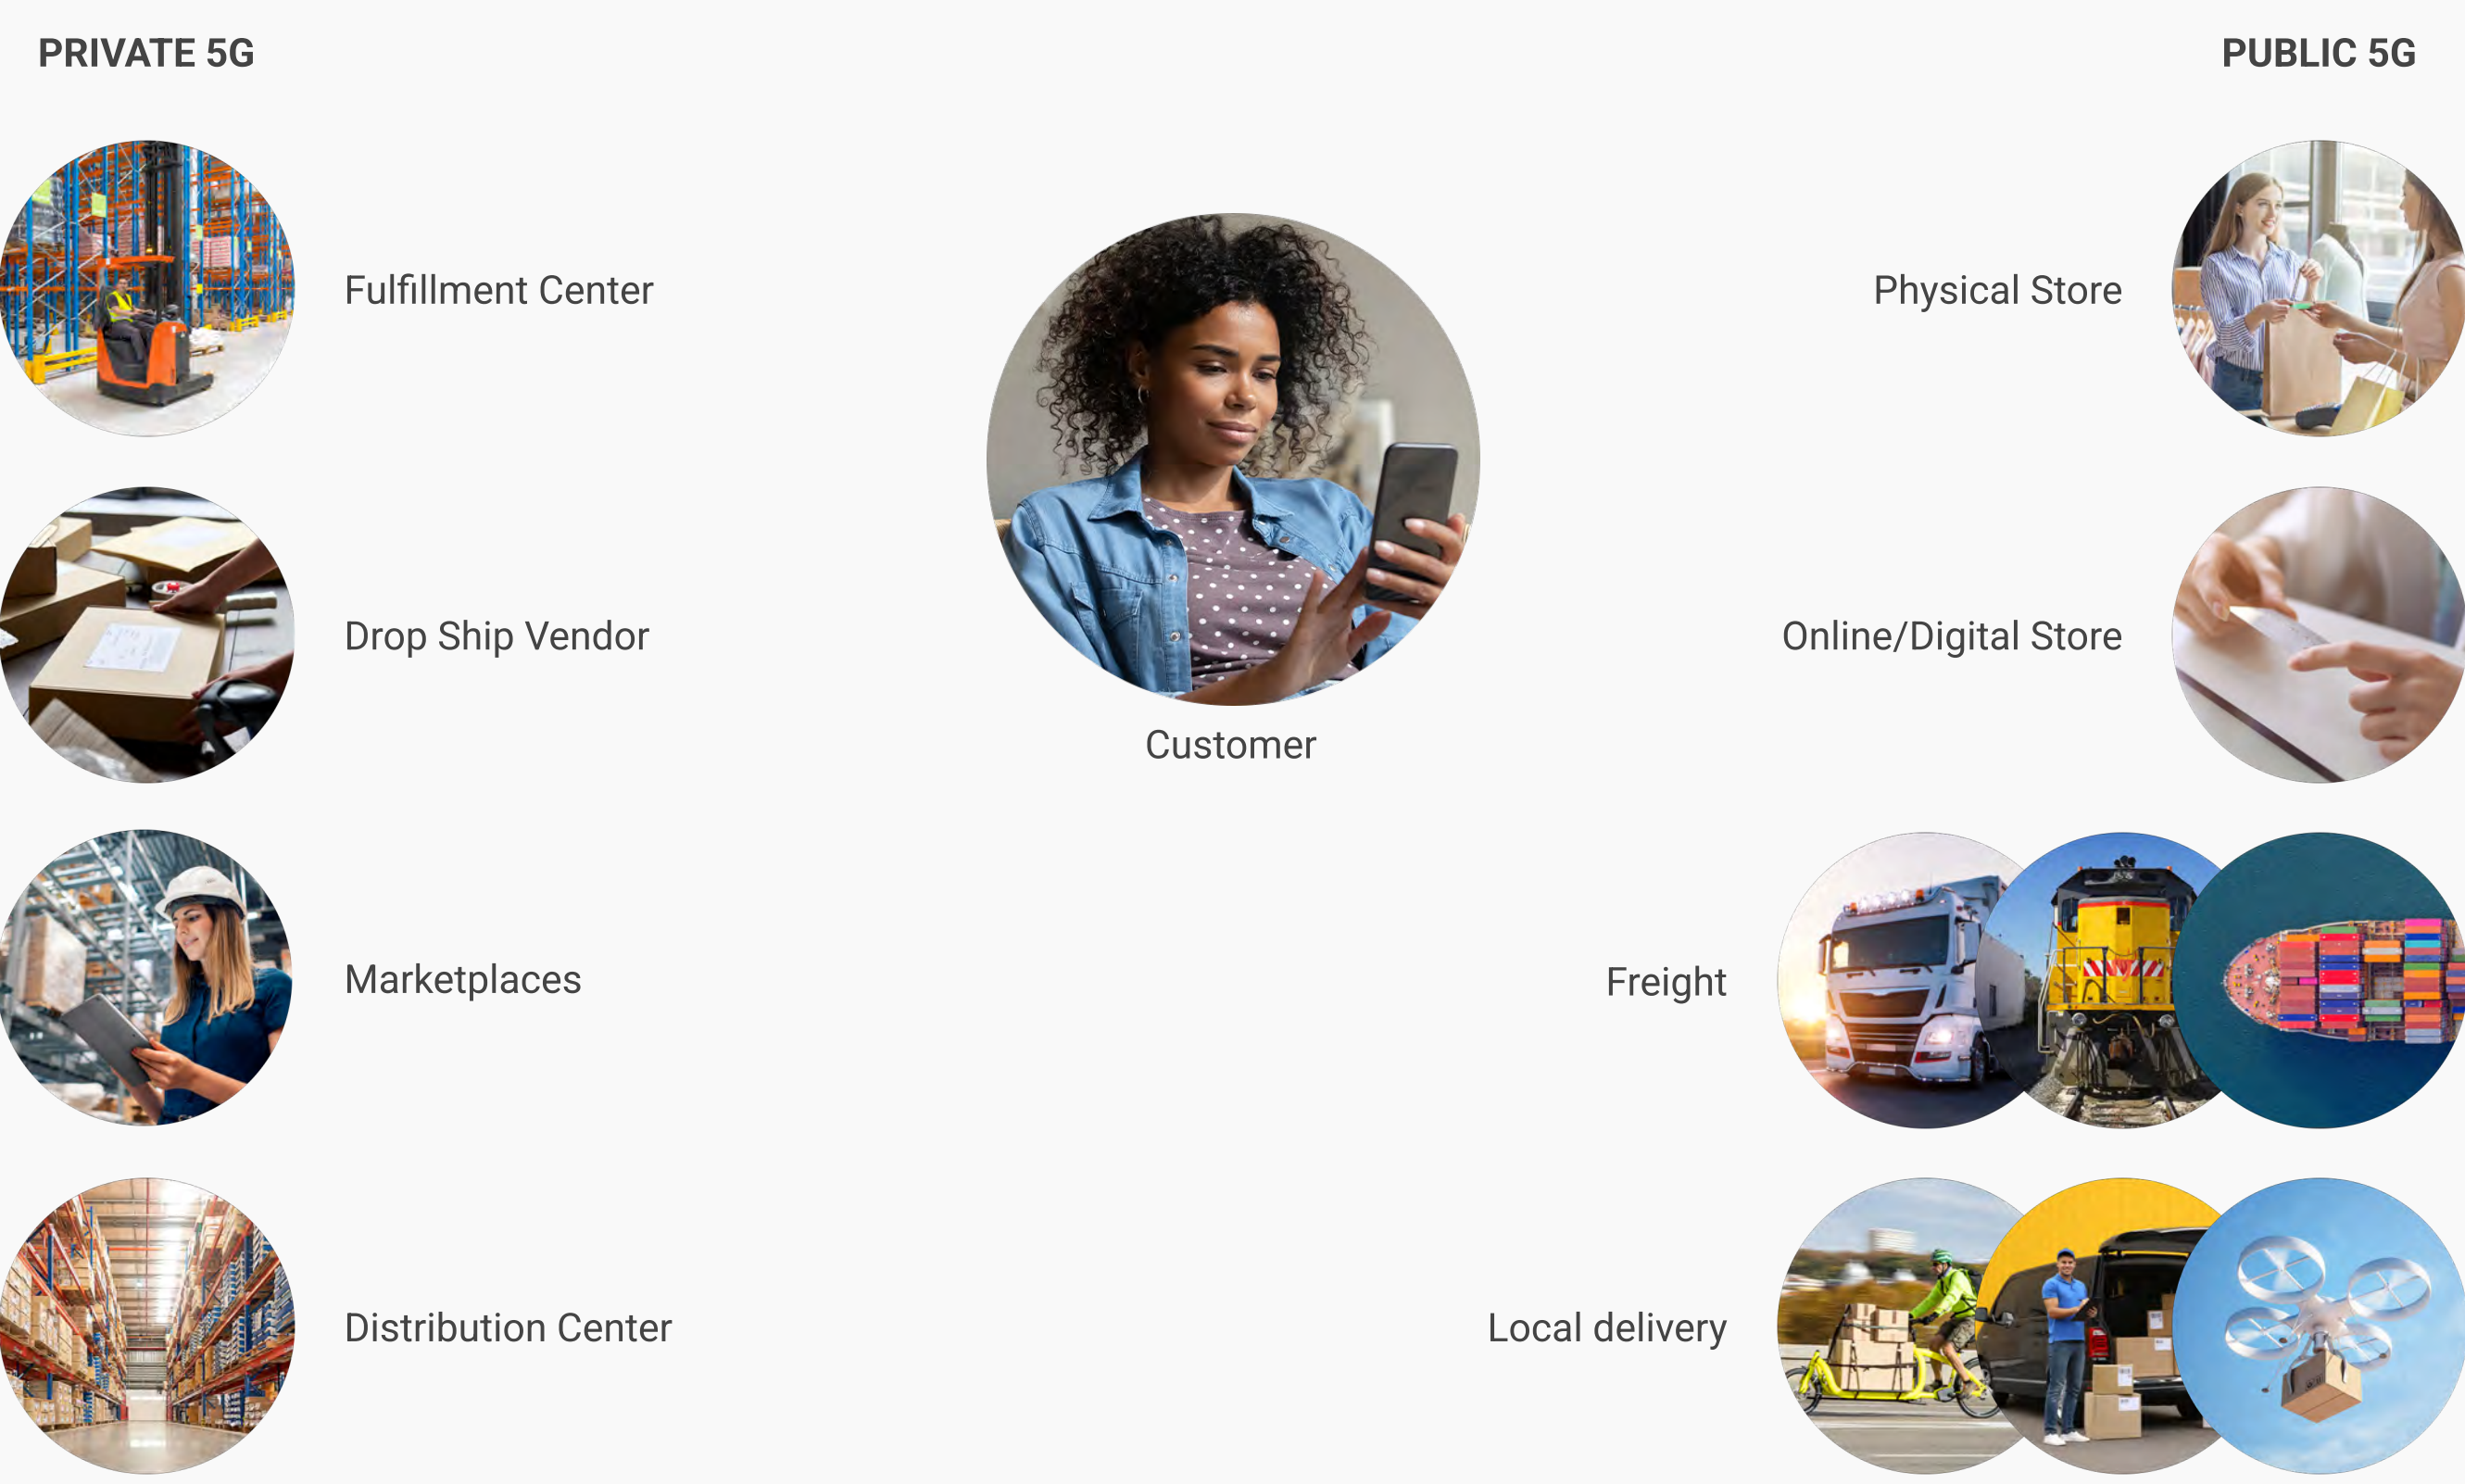 PRIVATE 5G
PUBLIC 5G
Fulfillment Center
Physical Store
Drop Ship Vendor
Online/Digital Store
Customer
Marketplaces
Freight
Distribution Center
Local delivery